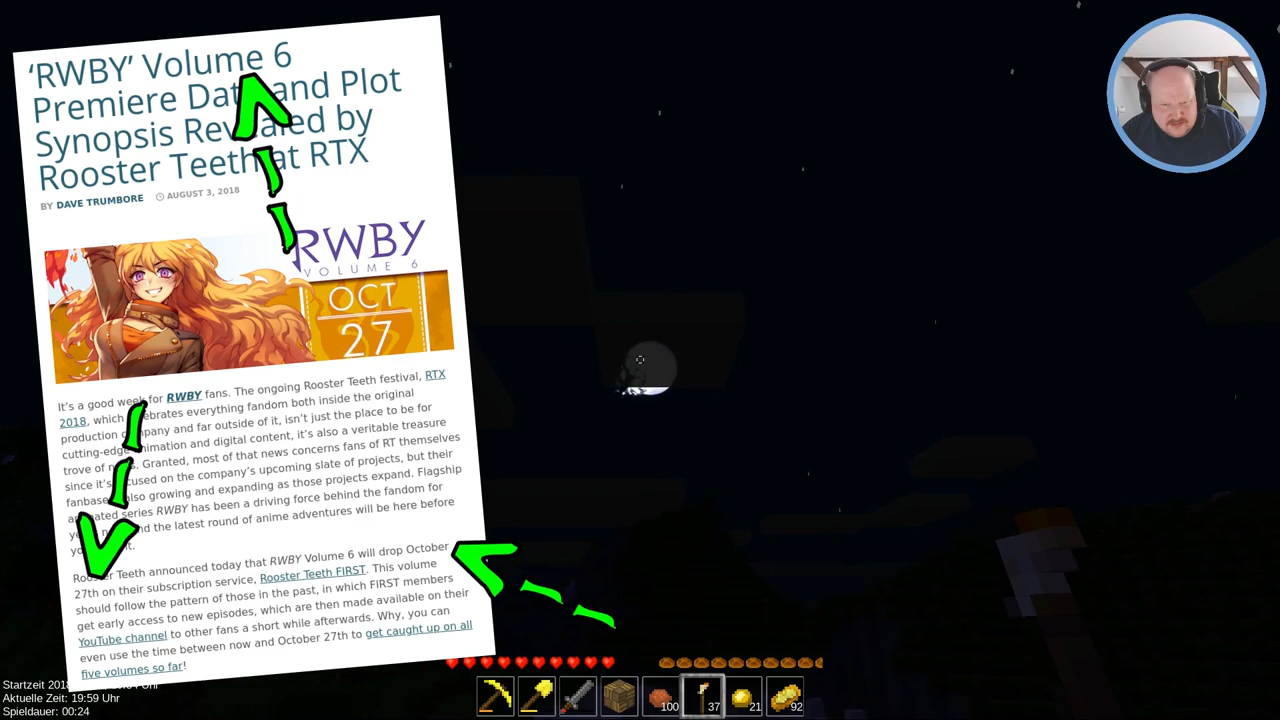 ‘RWBY’ Volume 6
Premiere Date and Plot
Synopsis Revealed by
Rooster Teeth at RTX
BY DAVE TRUMBORE AUGUST 3, 2018
RWBY
VOLUME 6
OCT
27
It’s a good week for RWBY fans. The ongoing Rooster Teeth festival, RTX
2018, which celebrates everything fandom both inside the original
production company and far outside of it, isn’t just the place to be for
cutting-edge animation and digital content, it’s also a veritable treasure
trove of news. Granted, most of that news concerns fans of RT themselves
since it’s focused on the company’s upcoming slate of projects, but their
fanbase also growing and expanding as those projects expand. Flagship
animated series RWBY has been a driving force behind the fandom for
and the latest round of anime adventures will be here before
it.
Rooster Teeth announced today that RWBY Volume 6 will drop October
27th on their subscription service, Rooster Teeth FIRST. This volume
should follow the pattern of those in the past, in which FIRST members
get early access to new episodes, which are then made available on their
YouTube channel to other fans a short while afterwards. Why, you can
even use the time between now and October 27th to get caught up on all
five volumes so far!
100 37 21 92
Startzeit Uhr
Aktuelle Zeit: 19:59 Uhr
Spieldauer: 00:24